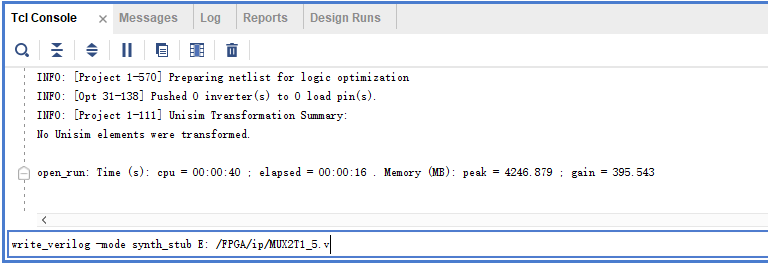 Tcl Console × Messages Log Reports Design Runs
INFO: [Project 1-570] Preparing netlist for logic optimization
INFO: [Opt 31-138] Pushed 0 inverter(s) to 0 load pin(s).
INFO: [Project 1-111] Unisim Transformation Summary:
No Unisim elements were transformed.
open_run: Time (s): cpu = 00:00:40 ; elapsed = 00:00:16 . Memory (MB): peak = 4246.879 ; gain = 395.543
write_verilog -mode synth_stub E: /FPGA/ip/MUX2T1_5.v